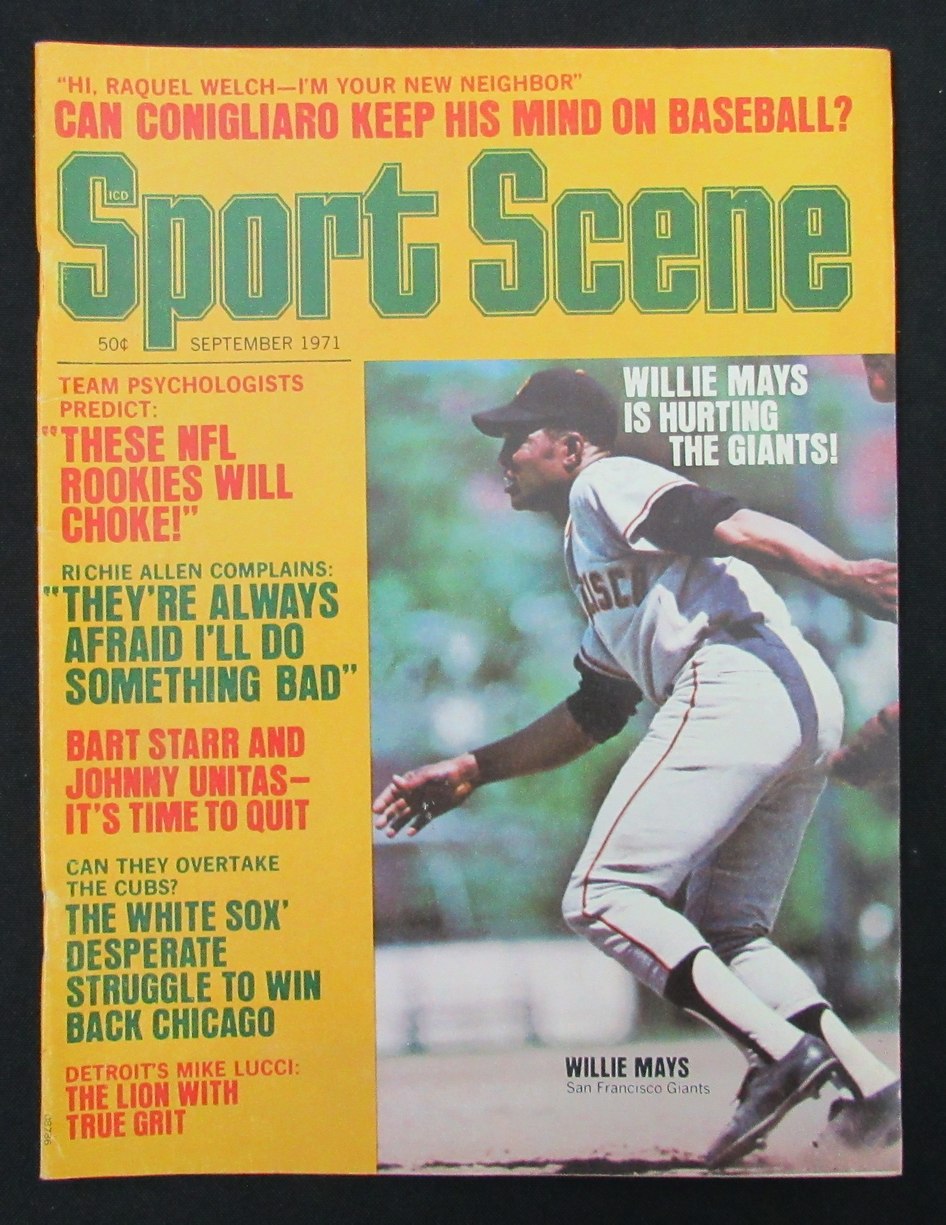 "HI, RAQUEL WELCH—I'M YOUR NEW NEIGHBOR"
CAN CONIGLIARO KEEP HIS MIND ON BASEBALL?
ICD
Sport Scene
50¢ SEPTEMBER 1971
TEAM PSYCHOLOGISTS
PREDICT:
"THESE NFL
ROOKIES WILL
CHOKE!"
RICHIE ALLEN COMPLAINS:
"THEY'RE ALWAYS
AFRAID I'LL DO
SOMETHING BAD"
BART STARR AND
JOHNNY UNITAS—
IT'S TIME TO QUIT
CAN THEY OVERTAKE
THE CUBS?
THE WHITE SOX'
DESPERATE
STRUGGLE TO WIN
BACK CHICAGO
DETROIT'S MIKE LUCCI:
THE LION WITH
TRUE GRIT
WILLIE MAYS
IS HURTING
THE GIANTS!
CISC
WILLIE MAYS
San Francisco Giants